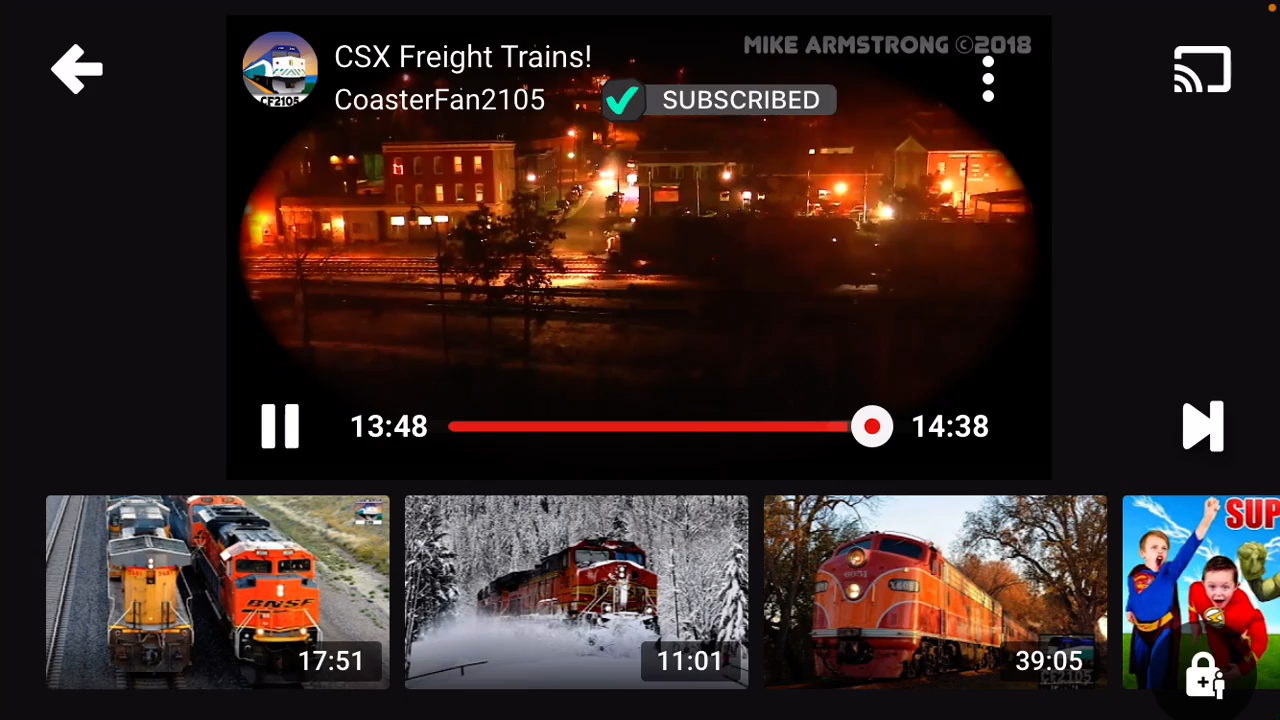 MIKE ARMSTRONG ©2018
CSX Freight Trains!
CoasterFan2105
SUBSCRIBED
CF2105
13:48
14:38
BNSF
17:51
11:01
39:05
SUP